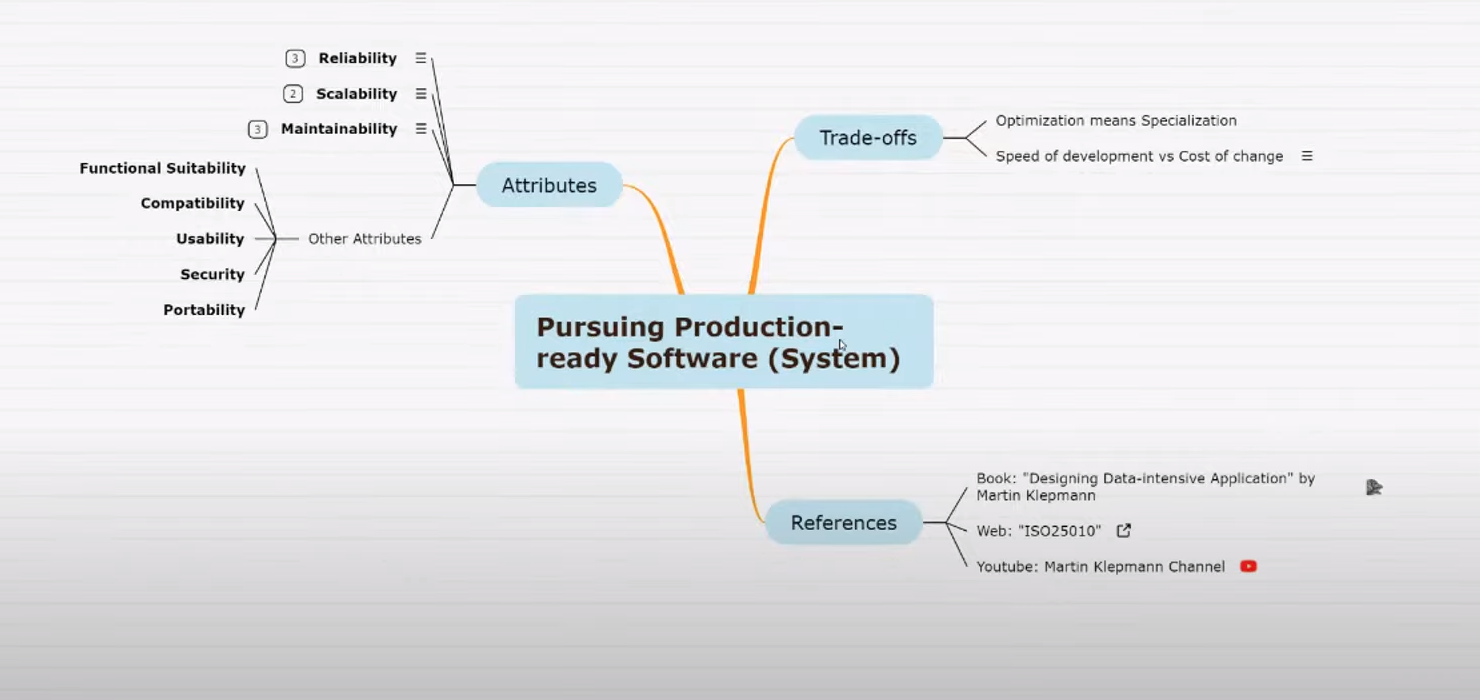 3 Reliability
2 Scalability
3 Maintainability
Functional Suitability
Compatibility
Usability
Security
Portability
Other Attributes
Attributes
Pursuing Production-
ready Software (System)
Trade-offs
Optimization means Specialization
Speed of development vs Cost of change
References
Book: "Designing Data-intensive Application" by
Martin Klepmann
Web: "ISO25010"
Youtube: Martin Klepmann Channel